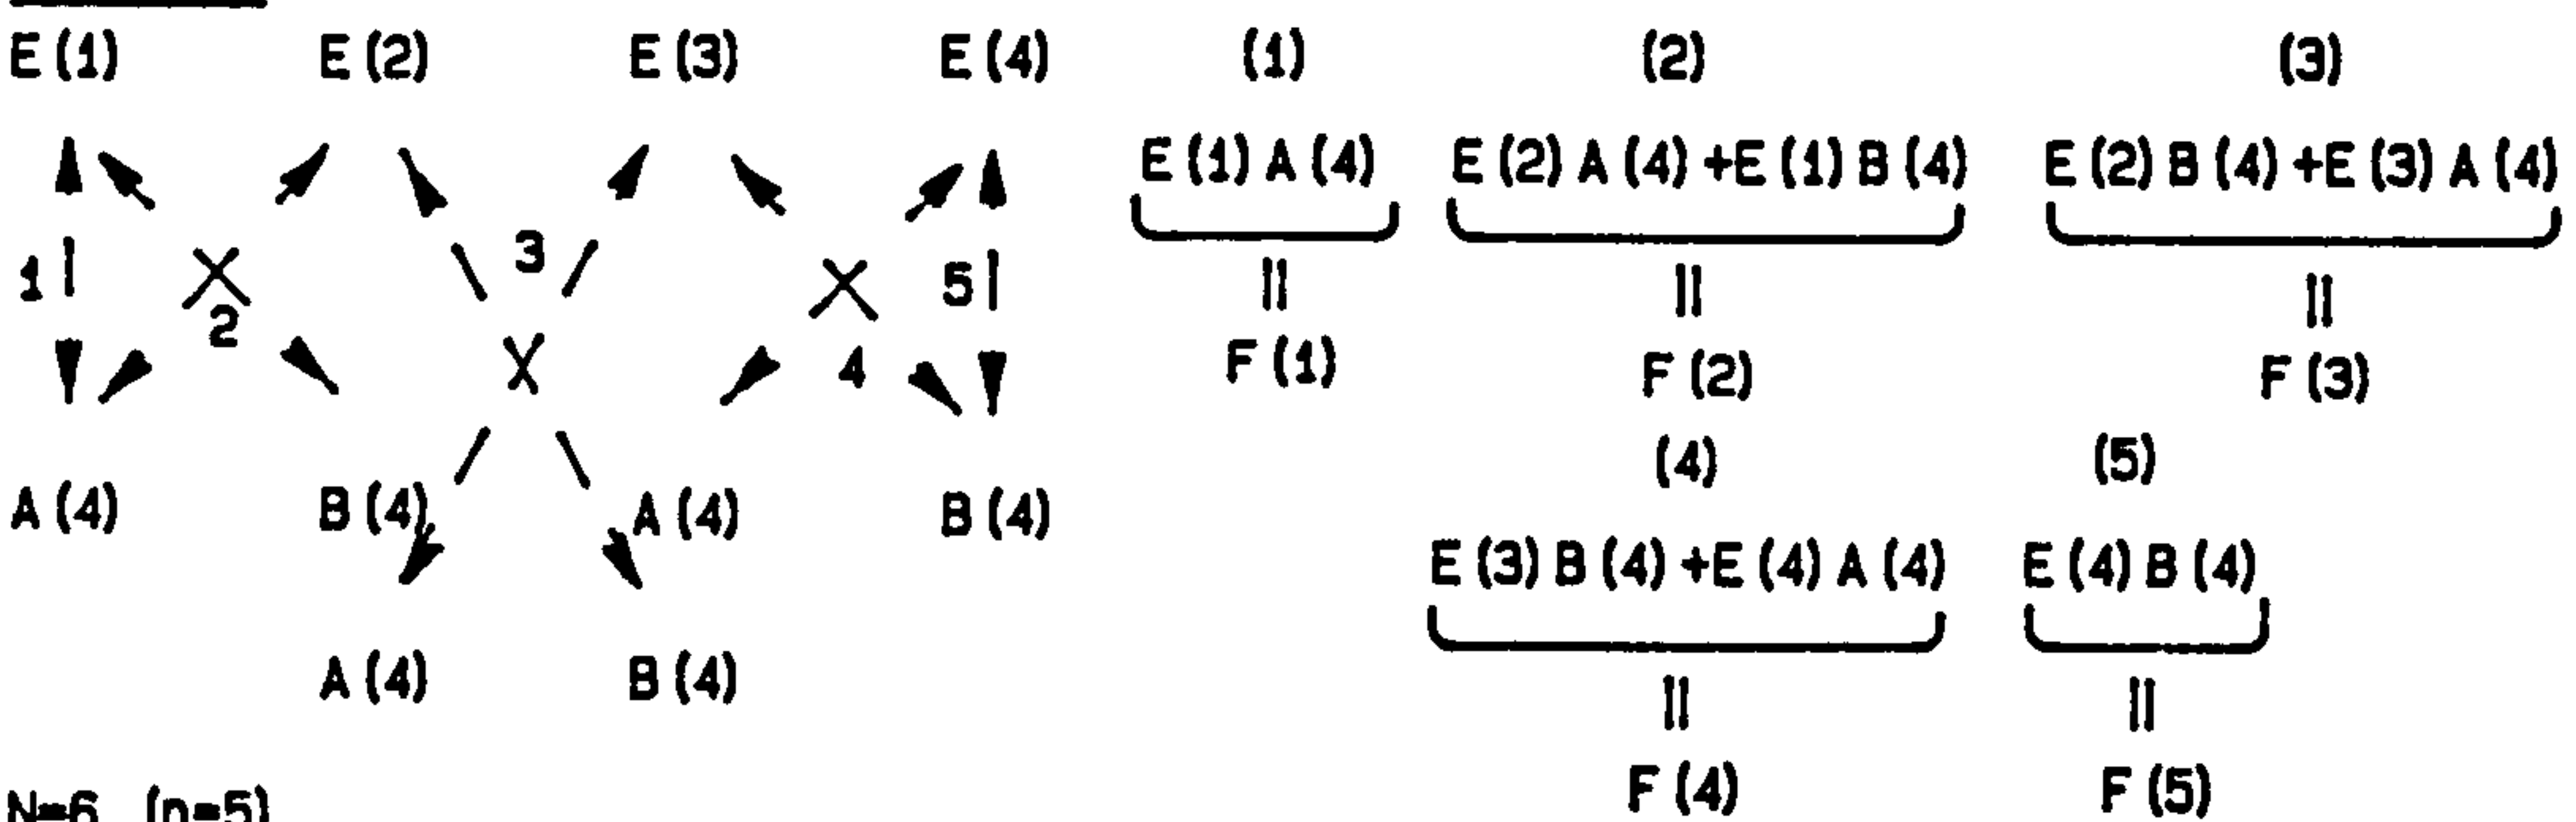 E(1) E(2) E(3) E(4) (1) (2) (3)
E(1)A(4) E(2)A(4)+E(1)B(4) E(2)B(4)+E(3)A(4)
1 X 2 3 X X 4 5 || || ||
F(1) F(2) F(3)
(4) (5)
A(4) B(4) A(4) B(4)
E(3)B(4)+E(4)A(4) E(4)B(4)
A(4) B(4) || ||
F(4) F(5)
N=6 (n=5)